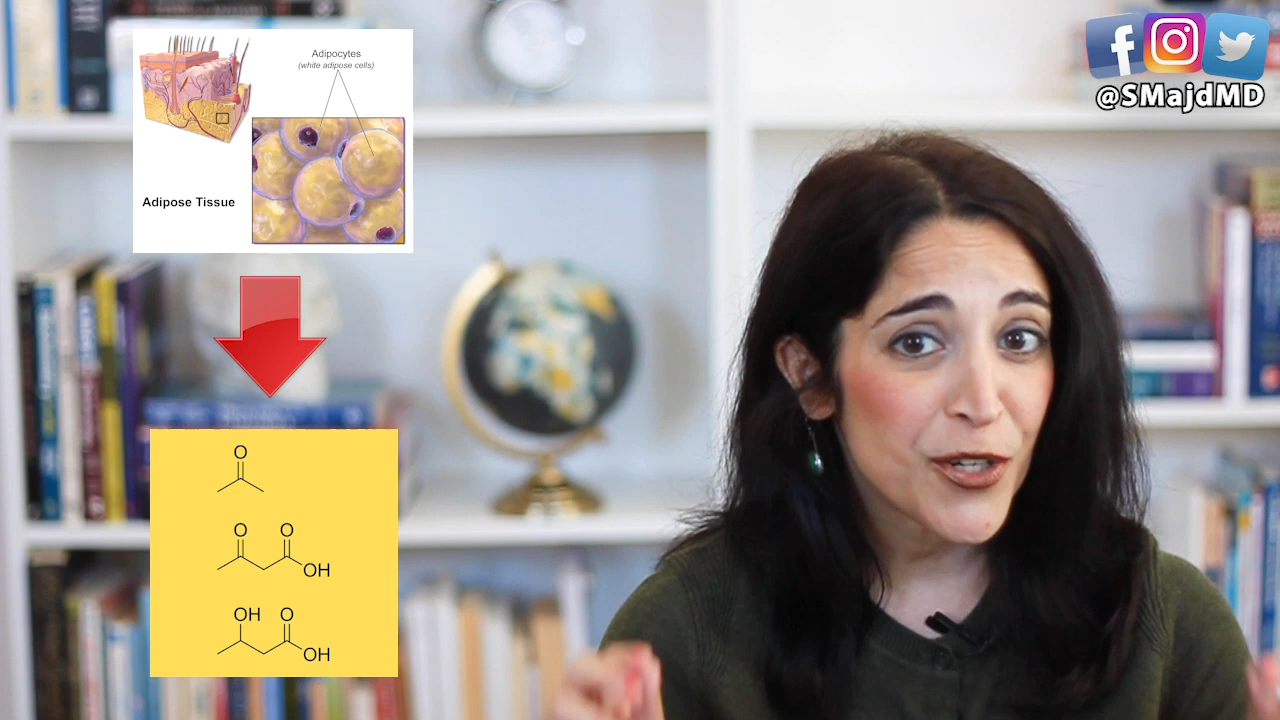 Adipocytes
(white adipose cells)
Adipose Tissue
O
O
O
OH
OH
O
OH
@SMajdMD